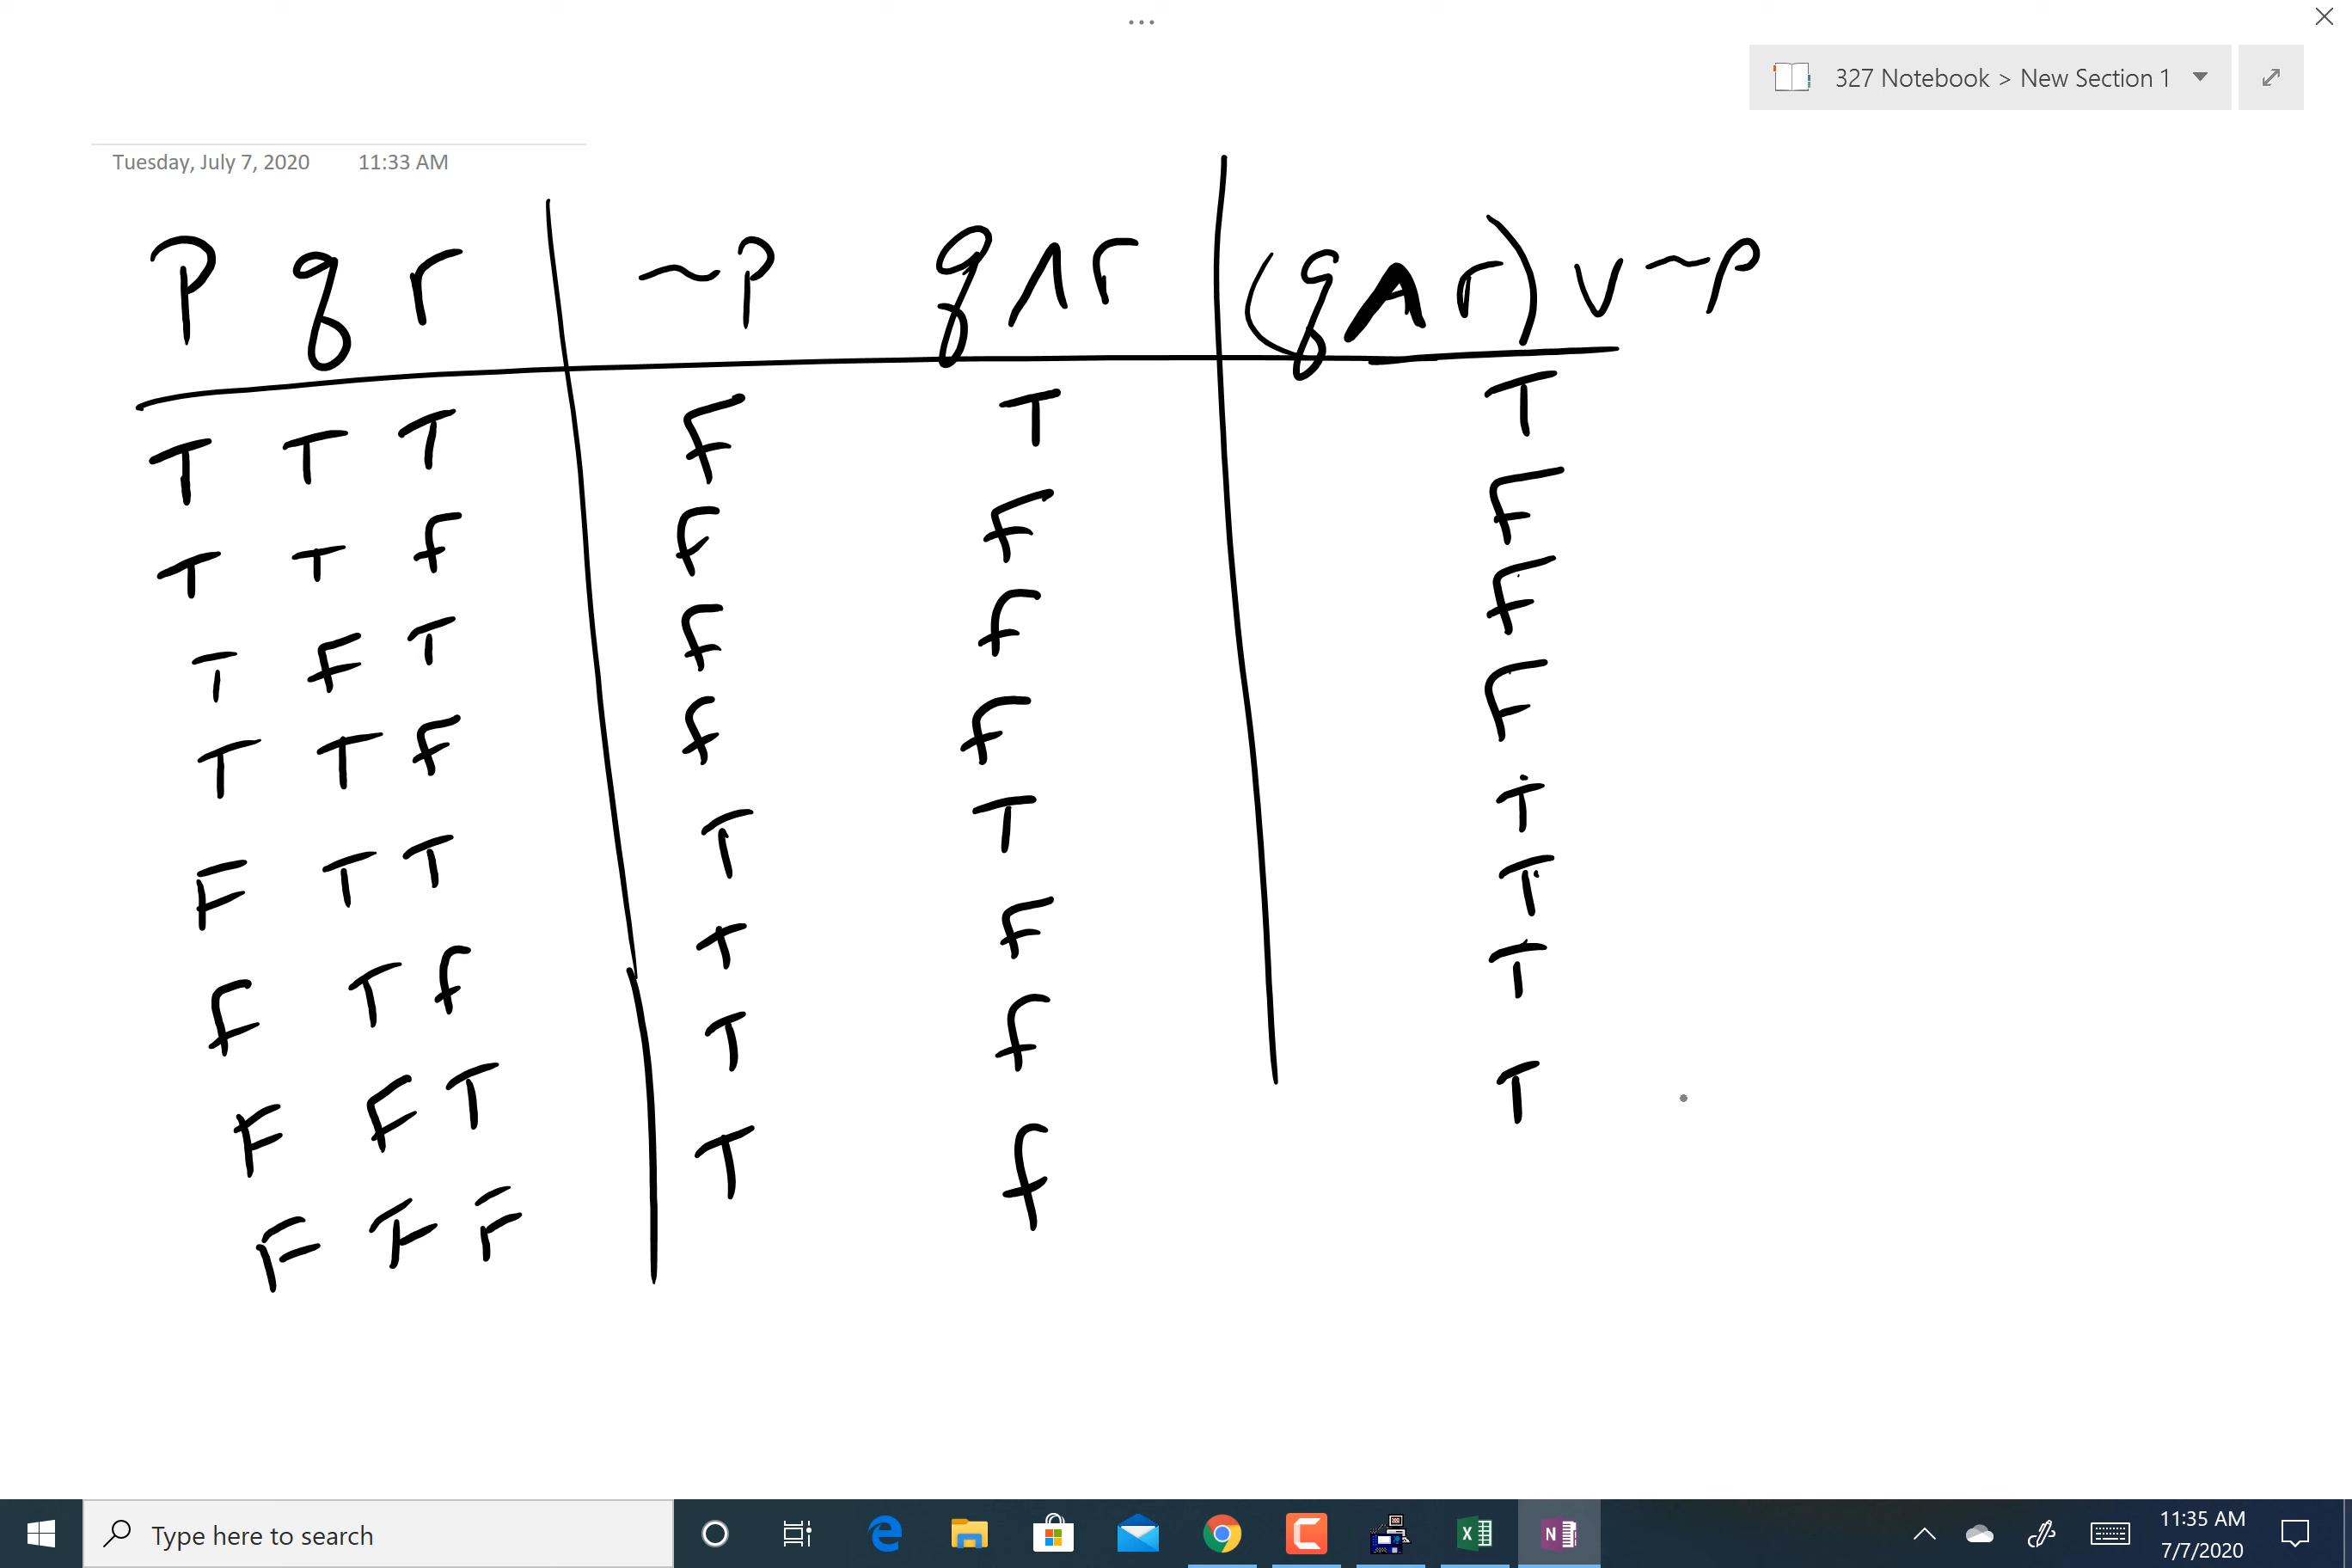 327 Notebook > New Section 1
Tuesday, July 7, 2020 11:33 AM
p q r ~p q ∧ r (q ∧ r) ∨ ~p
T T T F T T
T T F F F F
T F T F F F
T T F F F F
F T T T T T
F T F T F T
F F T T F T
F F F T F T
Type here to search
11:35 AM
7/7/2020